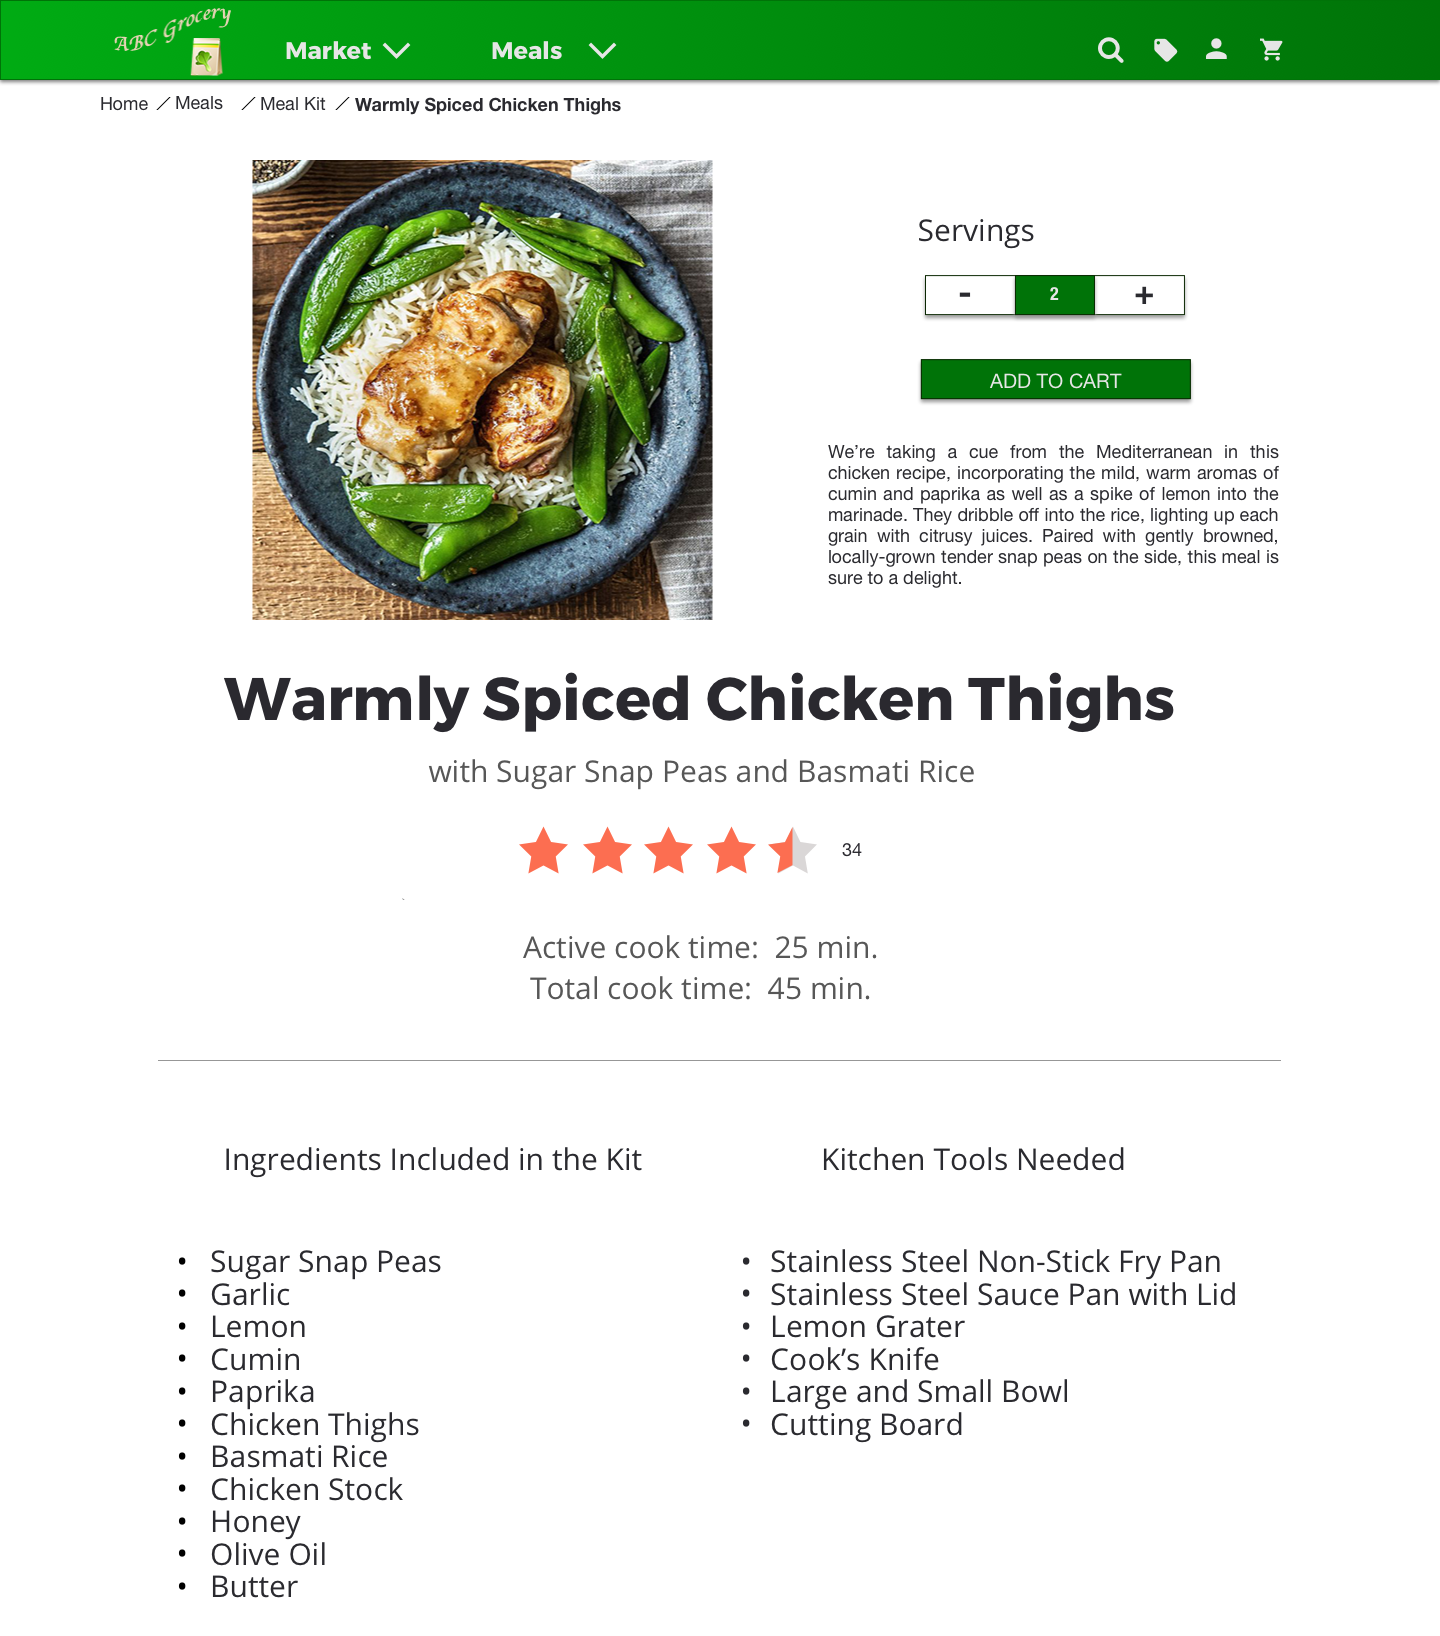 ABC Grocery
Market
Meals
Home / Meals / Meal Kit / Warmly Spiced Chicken Thighs
Servings
- 2 +
ADD TO CART
We’re taking a cue from the Mediterranean in this
chicken recipe, incorporating the mild, warm aromas of
cumin and paprika as well as a spike of lemon into the
marinade. They dribble off into the rice, lighting up each
grain with citrusy juices. Paired with gently browned,
locally-grown tender snap peas on the side, this meal is
sure to a delight.
Warmly Spiced Chicken Thighs
with Sugar Snap Peas and Basmati Rice
34
Active cook time: 25 min.
Total cook time: 45 min.
Ingredients Included in the Kit
• Sugar Snap Peas
• Garlic
• Lemon
• Cumin
• Paprika
• Chicken Thighs
• Basmati Rice
• Chicken Stock
• Honey
• Olive Oil
• Butter
Kitchen Tools Needed
• Stainless Steel Non-Stick Fry Pan
• Stainless Steel Sauce Pan with Lid
• Lemon Grater
• Cook’s Knife
• Large and Small Bowl
• Cutting Board